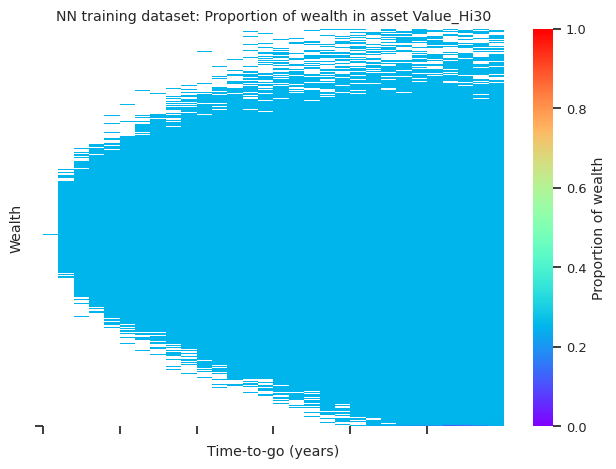 NN training dataset: Proportion of wealth in asset Value_Hi30
1.0
0.8
0.6
0.4
0.2
0.0
Proportion of wealth
Wealth
Time-to-go (years)